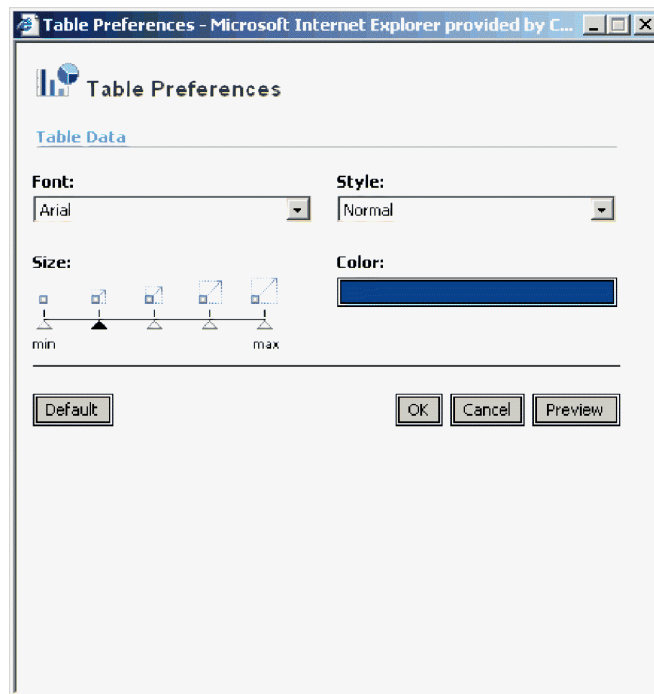 Table Preferences - Microsoft Internet Explorer provided by C...
Table Preferences
Table Data
Font:
Style:
Arial
Normal
Size:
Color:
min
max
Default
OK
Cancel
Preview